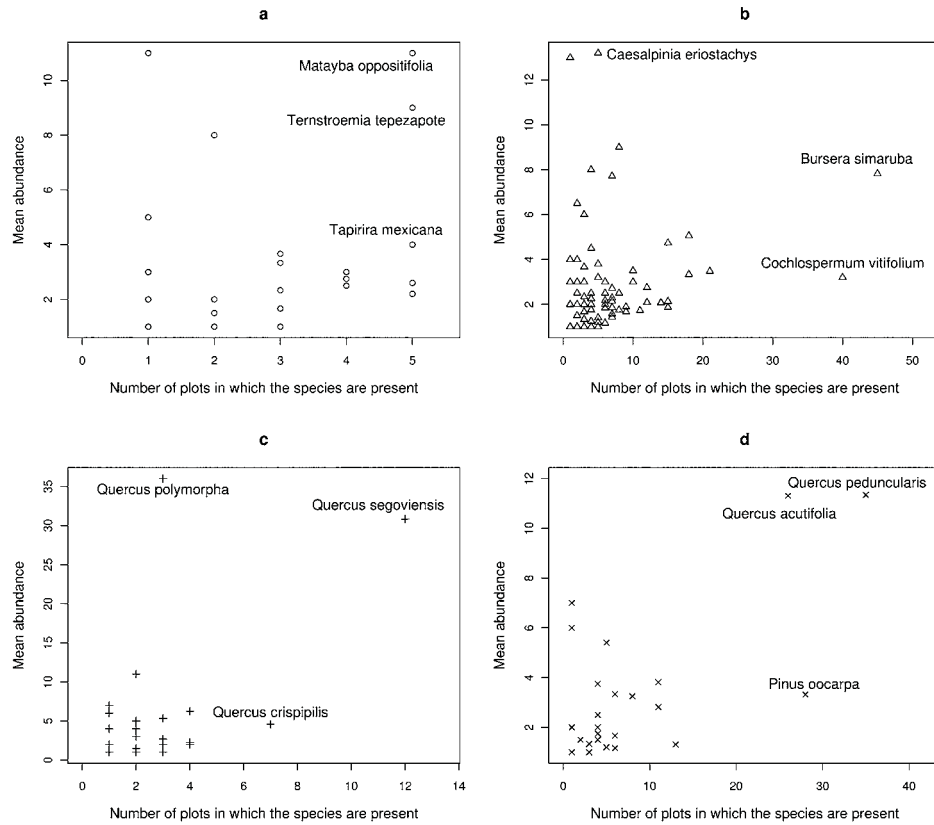 a
Mean abundance
10
8
6
4
2
Matayba oppositifolia
Ternstroemia tepezapote
Tapirira mexicana
0 1 2 3 4 5
Number of plots in which the species are present
b
Mean abundance
12
10
8
6
4
2
Caesalpinia eriostachys
Bursera simaruba
Cochlospermum vitifolium
0 10 20 30 40 50
Number of plots in which the species are present
c
Mean abundance
35
30
25
20
15
10
5
0
Quercus polymorpha
Quercus segoviensis
Quercus crispipilis
0 2 4 6 8 10 12 14
Number of plots in which the species are present
d
Mean abundance
12
10
8
6
4
2
Quercus peduncularis
Quercus acutifolia
Pinus oocarpa
0 10 20 30 40
Number of plots in which the species are present